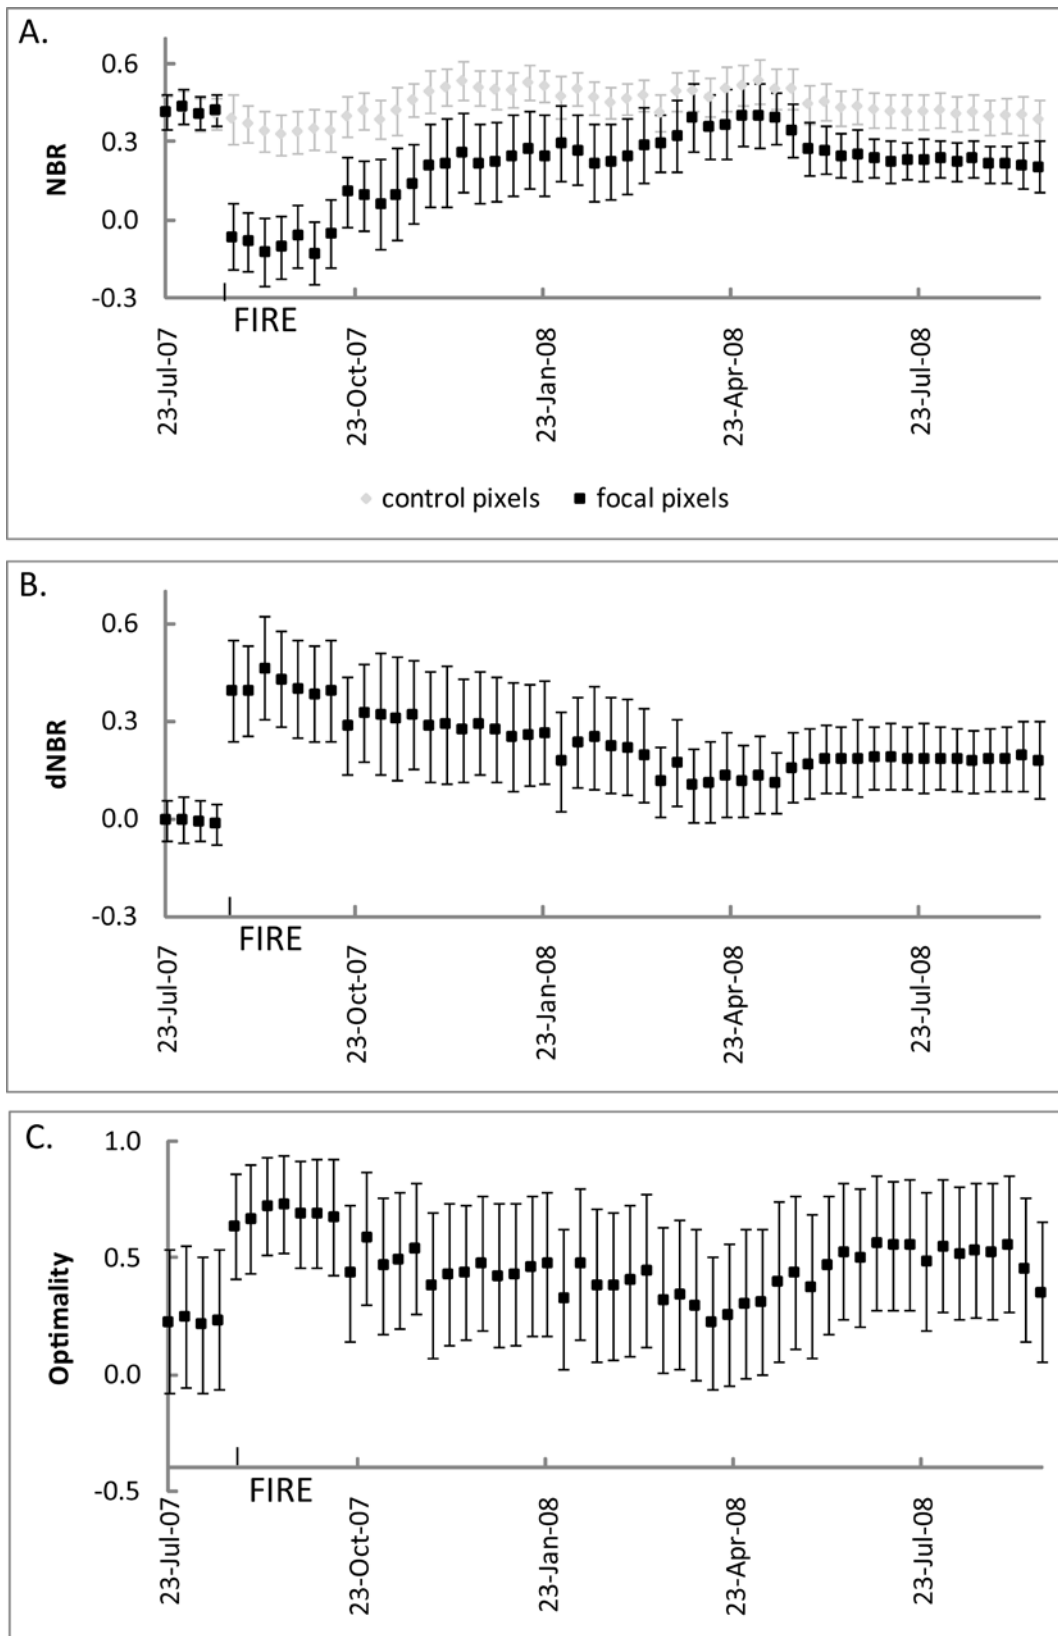 A.
NBR
0.6
0.3
0.0
-0.3
FIRE
23-Jul-07
23-Oct-07
23-Jan-08
23-Apr-08
23-Jul-08
control pixels focal pixels
B.
dNBR
0.6
0.3
0.0
-0.3
FIRE
23-Jul-07
23-Oct-07
23-Jan-08
23-Apr-08
23-Jul-08
C.
Optimality
1.0
0.5
0.0
-0.5
FIRE
23-Jul-07
23-Oct-07
23-Jan-08
23-Apr-08
23-Jul-08